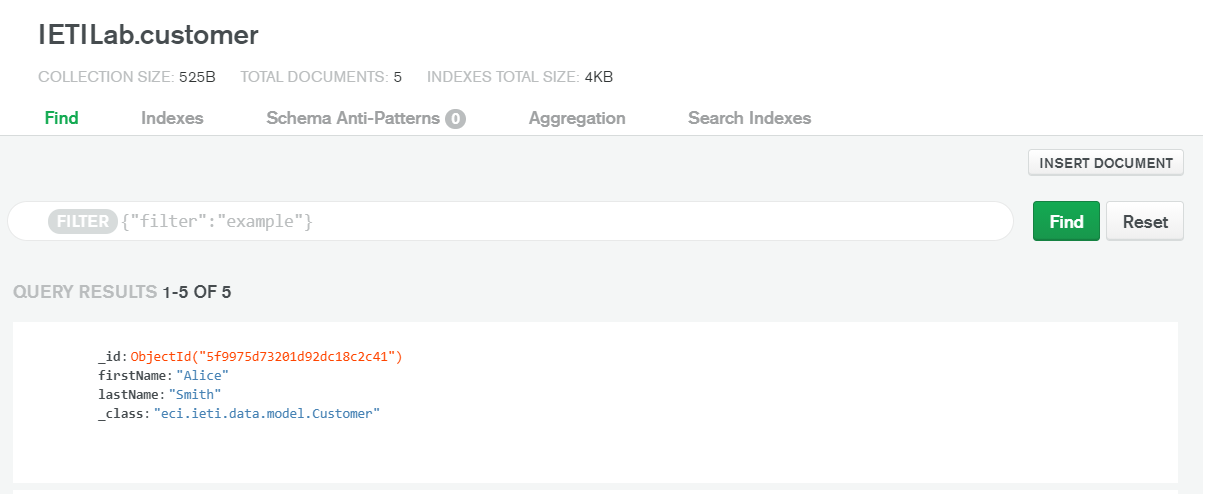 IETILab.customer
COLLECTION SIZE: 525B TOTAL DOCUMENTS: 5 INDEXES TOTAL SIZE: 4KB
Find Indexes Schema Anti-Patterns 0 Aggregation Search Indexes
INSERT DOCUMENT
FILTER {"filter":"example"} Find Reset
QUERY RESULTS 1-5 OF 5
_id: ObjectId("5f9975d73201d92dc18c2c41")
firstName: "Alice"
lastName: "Smith"
_class: "eci.ieti.data.model.Customer"